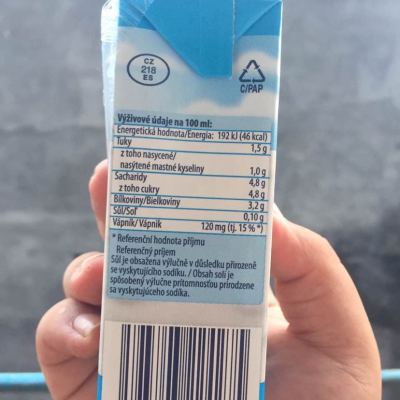 CZ
218
ES
C/PAP
Výživové údaje na 100 ml:
Energetická hodnota/Energia: 192 kJ (46 kcal)
Tuky 1,5 g
z toho nasycené/
nasýtené mastné kyseliny 1,0 g
Sacharidy 4,8 g
z toho cukry 4,8 g
Bílkoviny/Bielkoviny 3,2 g
Sůl/Soľ 0,10 g
Vápník/Vápnik 120 mg (tj. 15 % *)
* Referenční hodnota příjmu
Referenčný príjem
Sůl je obsažena výlučně v důsledku přirozeně
se vyskytujícího sodíku. / Obsah soli je
spôsobený výlučne prítomnosťou prirodzene
sa vyskytujúceho sodíka.